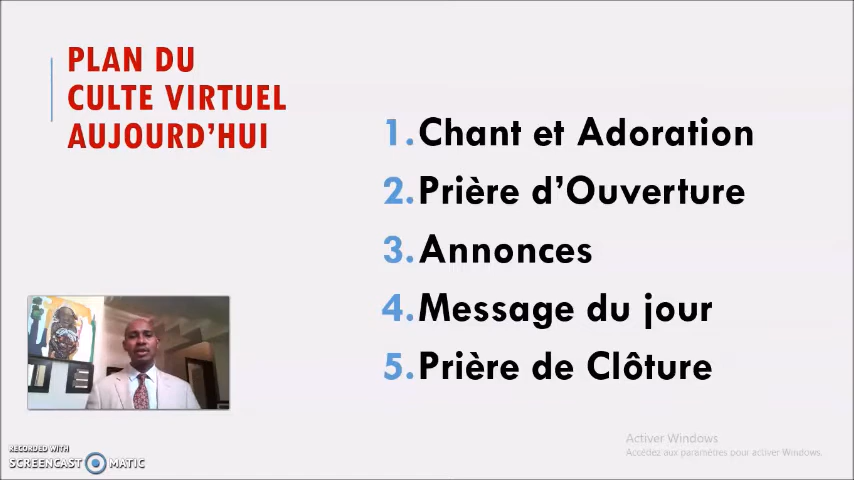 PLAN DU
CULTE VIRTUEL
AUJOURD’HUI
1.Chant et Adoration
2.Prière d’Ouverture
3.Annonces
4.Message du jour
5.Prière de Clôture
Activer Windows
Accédez aux paramètres pour activer Windows.
RECORDED WITH
SCREENCAST MATIC